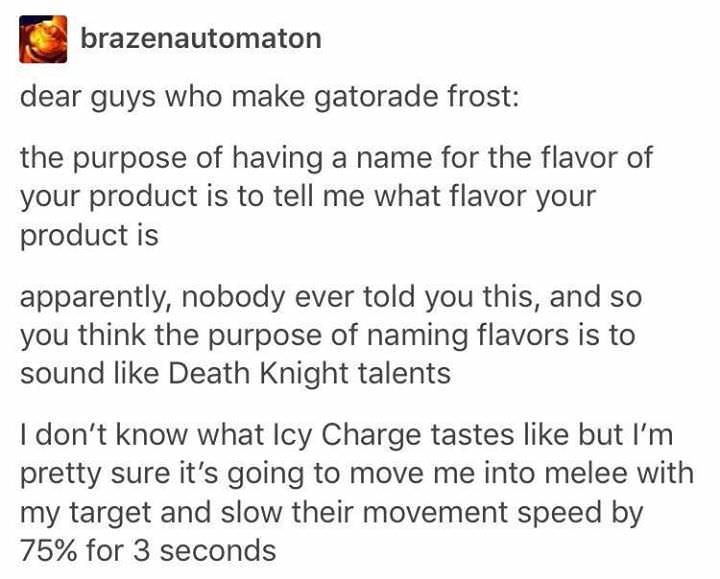 brazenautomaton
dear guys who make gatorade frost:
the purpose of having a name for the flavor of
your product is to tell me what flavor your
product is
apparently, nobody ever told you this, and so
you think the purpose of naming flavors is to
sound like Death Knight talents
I don’t know what Icy Charge tastes like but I’m
pretty sure it’s going to move me into melee with
my target and slow their movement speed by
75% for 3 seconds